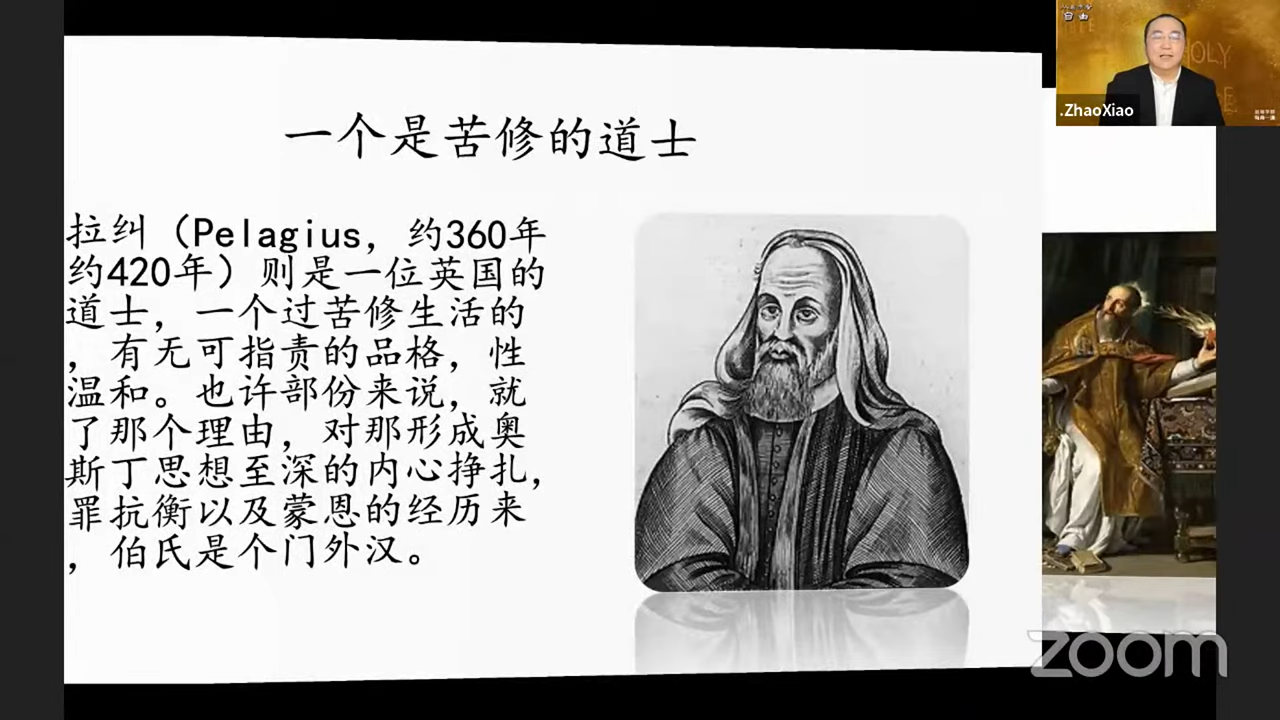 一个是苦修的道士
拉纠（Pelagius，约360年
约420年）则是一位英国的
道士，一个过苦修生活的
，有无可指责的品格，性
温和。也许部份来说，就
了那个理由，对那形成奥
斯丁思想至深的内心挣扎，
罪抗衡以及蒙恩的经历来
，伯氏是个门外汉。
自由
OLY
.ZhaoXiao
zoom